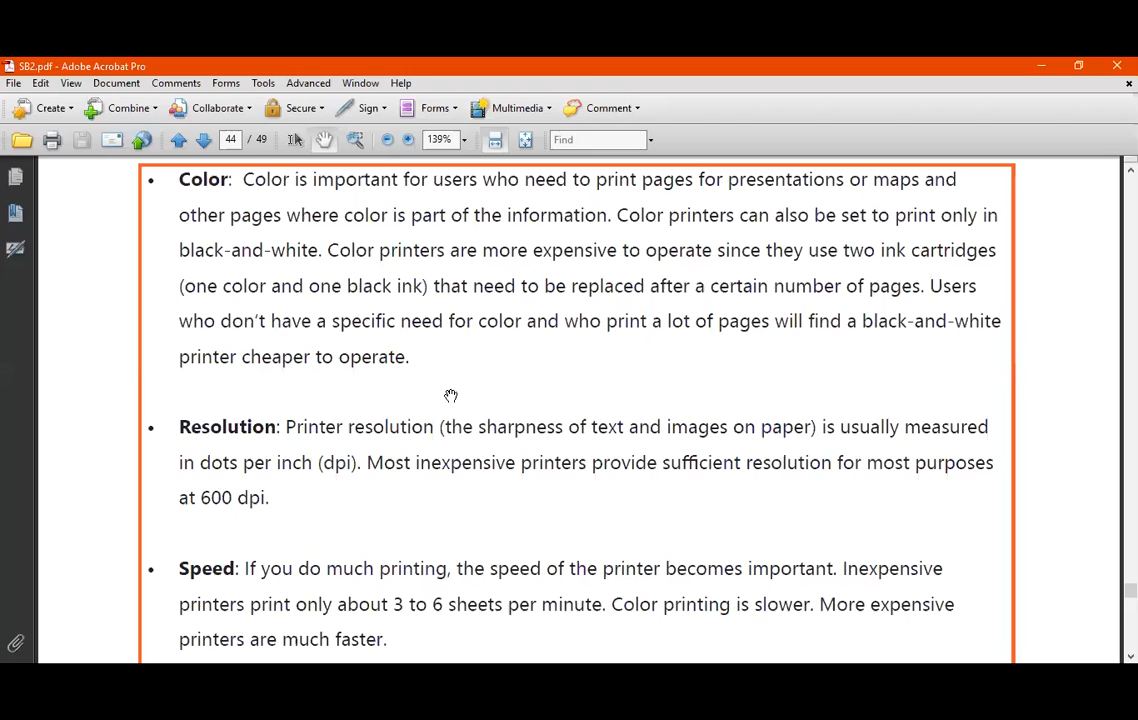 SB2.pdf - Adobe Acrobat Pro
File Edit View Document Comments Forms Tools Advanced Window Help
Create Combine Collaborate Secure Sign Forms Multimedia Comment
44 / 49 139% Find
• Color: Color is important for users who need to print pages for presentations or maps and
other pages where color is part of the information. Color printers can also be set to print only in
black-and-white. Color printers are more expensive to operate since they use two ink cartridges
(one color and one black ink) that need to be replaced after a certain number of pages. Users
who don't have a specific need for color and who print a lot of pages will find a black-and-white
printer cheaper to operate.
• Resolution: Printer resolution (the sharpness of text and images on paper) is usually measured
in dots per inch (dpi). Most inexpensive printers provide sufficient resolution for most purposes
at 600 dpi.
• Speed: If you do much printing, the speed of the printer becomes important. Inexpensive
printers print only about 3 to 6 sheets per minute. Color printing is slower. More expensive
printers are much faster.